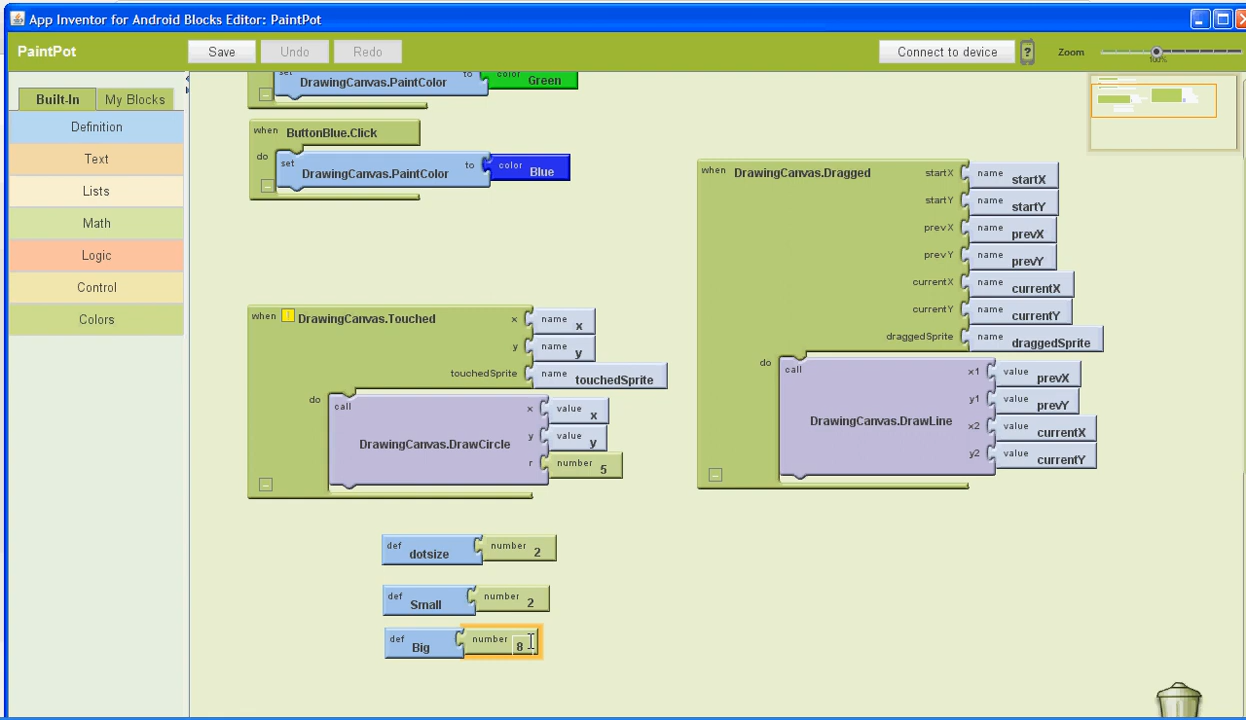 App Inventor for Android Blocks Editor: PaintPot
PaintPot
Save
Undo
Redo
Connect to device
?
Zoom
100%
Built-In
My Blocks
Definition
Text
Lists
Math
Logic
Control
Colors
set DrawingCanvas.PaintColor to color Green
when ButtonBlue.Click
do set DrawingCanvas.PaintColor to color Blue
when DrawingCanvas.Touched x name x
y name y
touchedSprite name touchedSprite
do call DrawingCanvas.DrawCircle x value x
y value y
r number 5
def dotsize number 2
def Small number 2
def Big number 8
when DrawingCanvas.Dragged startX name startX
startY name startY
prevX name prevX
prevY name prevY
currentX name currentX
currentY name currentY
draggedSprite name draggedSprite
do call DrawingCanvas.DrawLine x1 value prevX
y1 value prevY
x2 value currentX
y2 value currentY